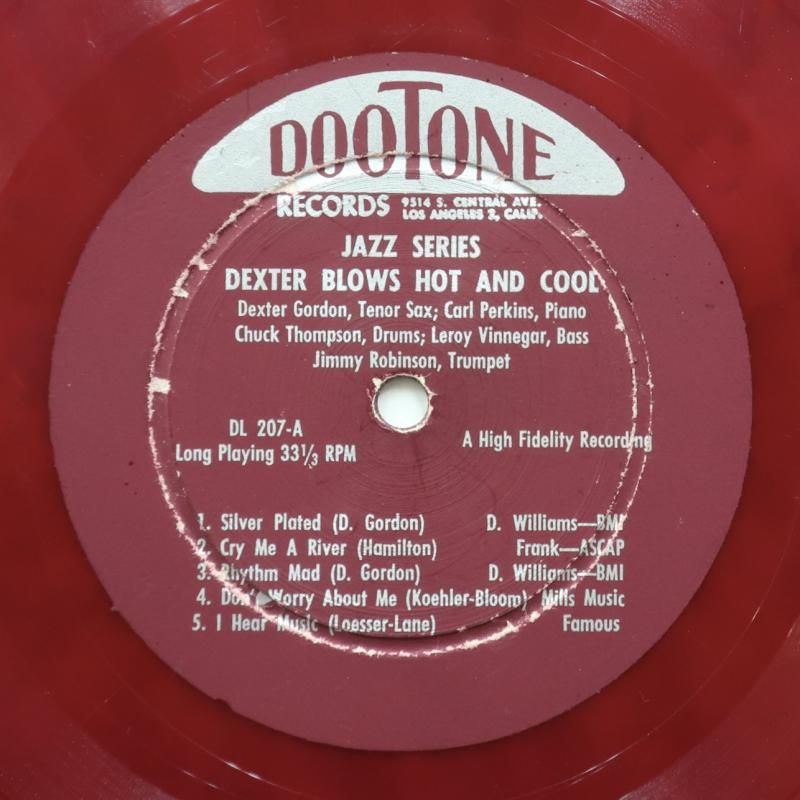 DOOTONE
RECORDS 9514 S. CENTRAL AVE.
LOS ANGELES 2, CALIF.
JAZZ SERIES
DEXTER BLOWS HOT AND COOL
Dexter Gordon, Tenor Sax; Carl Perkins, Piano
Chuck Thompson, Drums; Leroy Vinnegar, Bass
Jimmy Robinson, Trumpet
DL 207-A
Long Playing 33⅓ RPM
A High Fidelity Recording
1. Silver Plated (D. Gordon) D. Williams—BMI
2. Cry Me A River (Hamilton) Frank—ASCAP
3. Rhythm Mad (D. Gordon) D. Williams—BMI
4. Don't Worry About Me (Koehler-Bloom) Mills Music
5. I Hear Music (Loesser-Lane) Famous